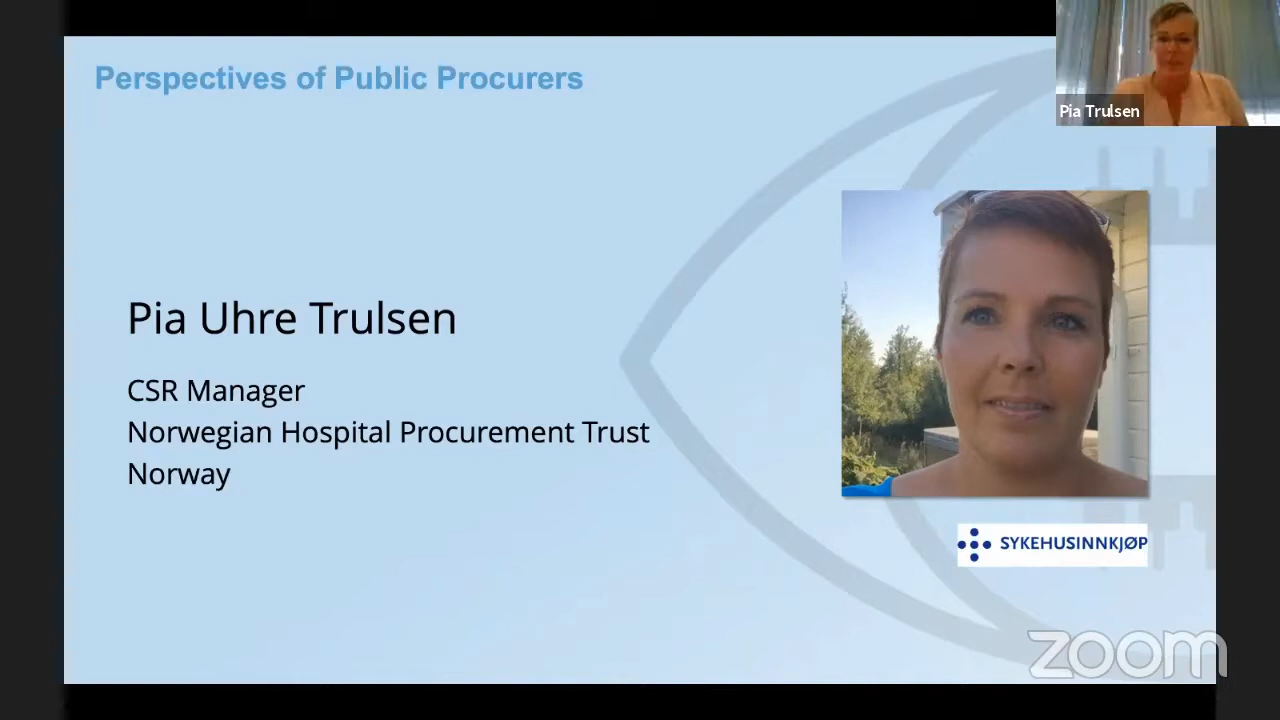 Perspectives of Public Procurers
Pia Trulsen
Pia Uhre Trulsen
CSR Manager
Norwegian Hospital Procurement Trust
Norway
SYKEHUSINNKJØP
zoom